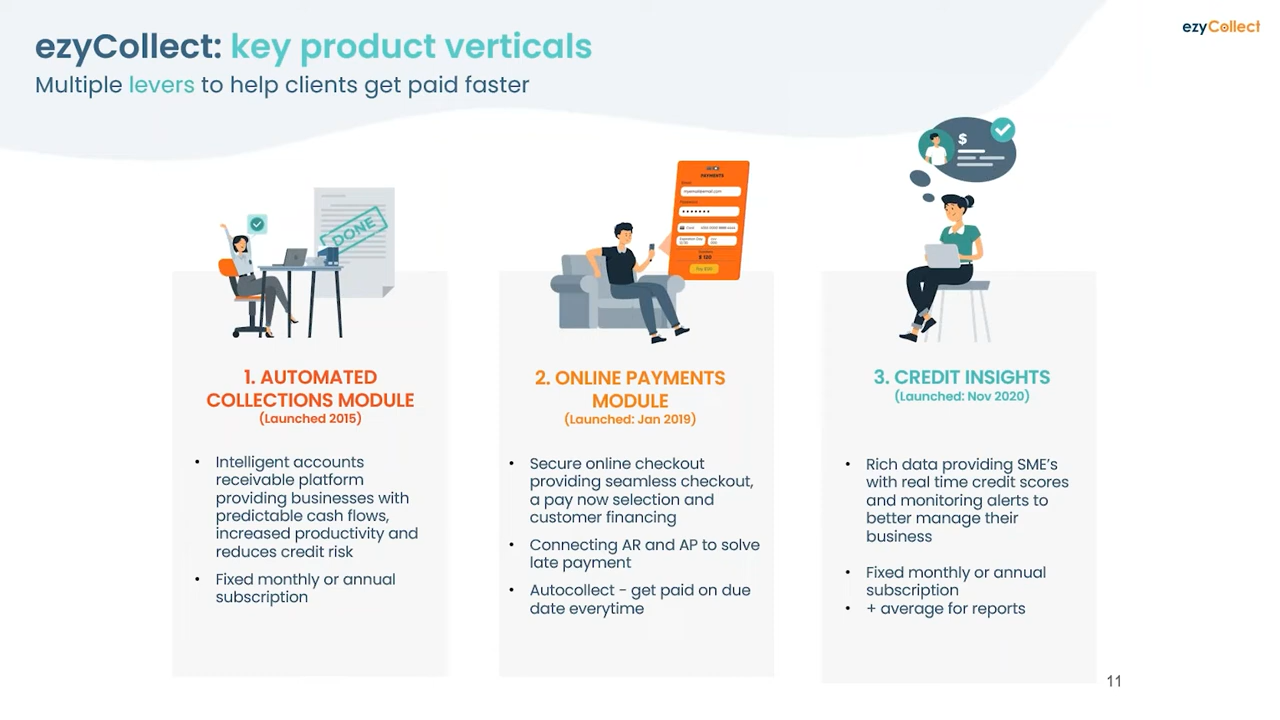 ezyCollect: key product verticals
Multiple levers to help clients get paid faster
ezyCollect
DONE
PAYMENTS
$ 100
$
1. AUTOMATED
COLLECTIONS MODULE
(Launched 2015)
• Intelligent accounts
receivable platform
providing businesses with
predictable cash flows,
increased productivity and
reduces credit risk
• Fixed monthly or annual
subscription
2. ONLINE PAYMENTS
MODULE
(Launched: Jan 2019)
• Secure online checkout
providing seamless checkout,
a pay now selection and
customer financing
• Connecting AR and AP to solve
late payment
• Autocollect - get paid on due
date everytime
3. CREDIT INSIGHTS
(Launched: Nov 2020)
• Rich data providing SME's
with real time credit scores
and monitoring alerts to
better manage their
business
• Fixed monthly or annual
subscription
• + average for reports
11